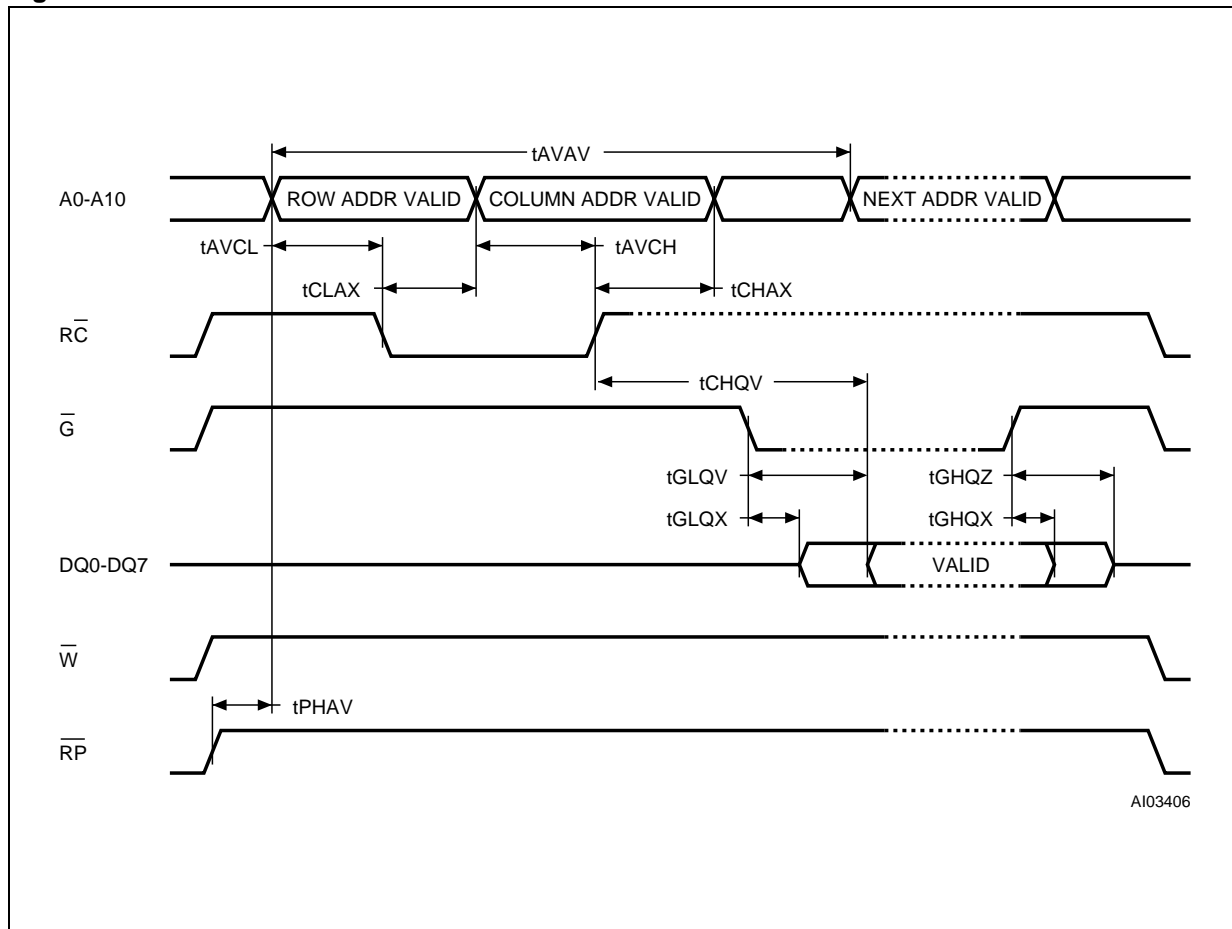 tAVAV
A0-A10
ROW ADDR VALID
COLUMN ADDR VALID
NEXT ADDR VALID
tAVCL
tAVCH
tCLAX
tCHAX
RC̅
tCHQV
G̅
tGLQV
tGHQZ
tGLQX
tGHQX
DQ0-DQ7
VALID
W̅
tPHAV
R̅P̅
AI03406